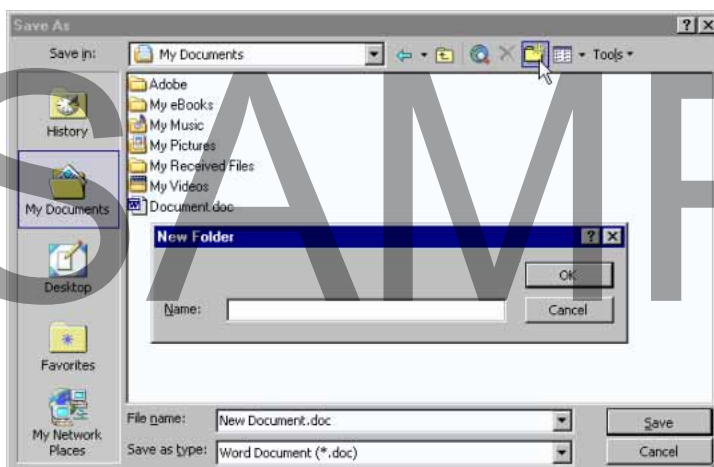 Save As
Save in:
My Documents
Tools
Adobe
My eBooks
My Music
My Pictures
My Received Files
My Videos
Document.doc
History
My Documents
Desktop
Favorites
My Network
Places
New Folder
Name:
OK
Cancel
File name:
New Document.doc
Save
Save as type:
Word Document (*.doc)
Cancel
SAMP